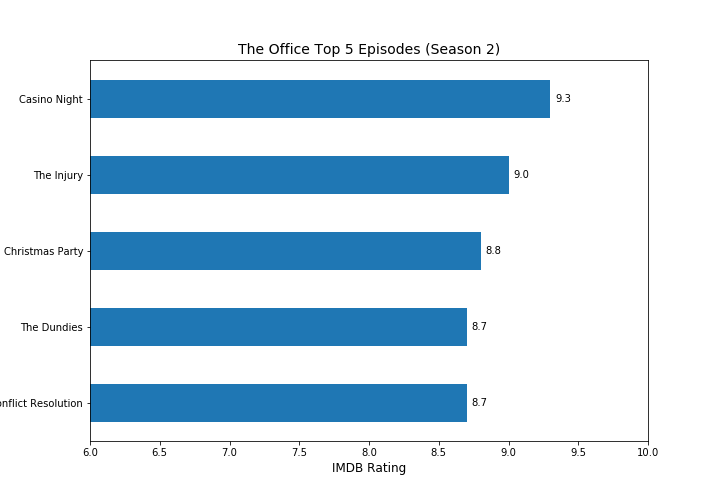 The Office Top 5 Episodes (Season 2)
Casino Night
9.3
The Injury
9.0
Christmas Party
8.8
The Dundies
8.7
onflict Resolution
8.7
6.0 6.5 7.0 7.5 8.0 8.5 9.0 9.5 10.0
IMDB Rating